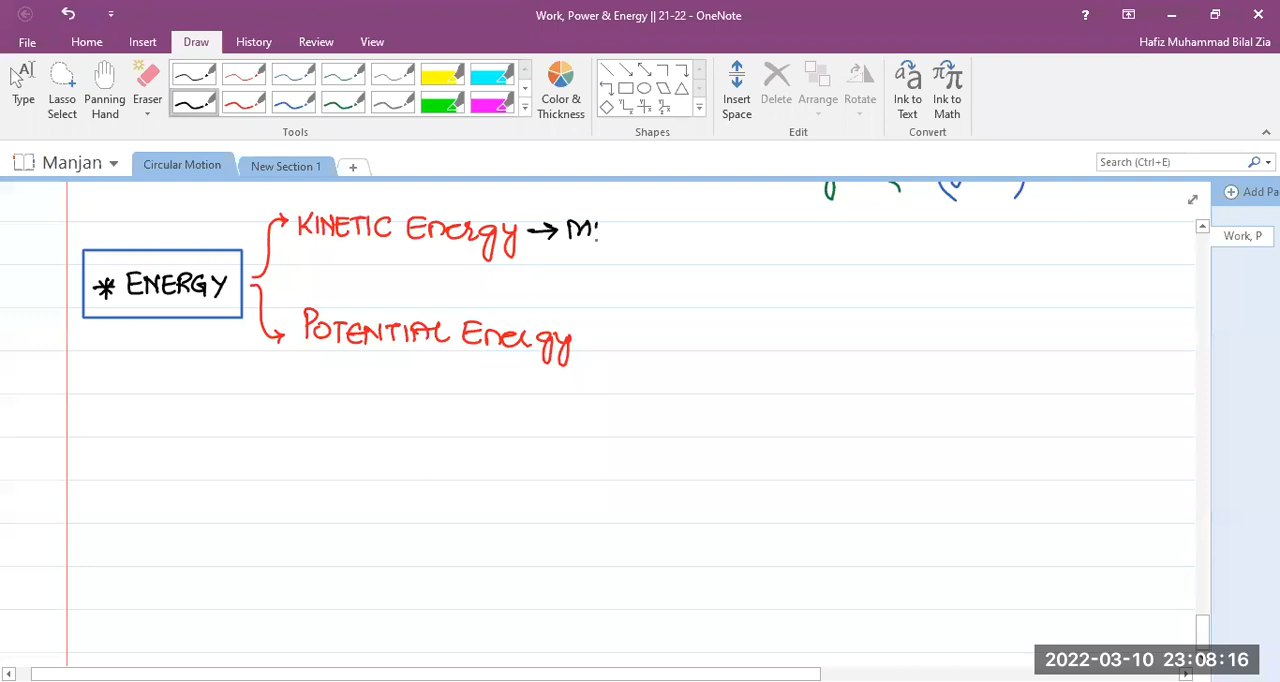 Work, Power & Energy || 21-22 - OneNote
File Home Insert Draw History Review View Hafiz Muhammad Bilal Zia
Type Lasso Select Panning Hand Eraser Color & Thickness Insert Space Delete Arrange Rotate Ink to Text Ink to Math
Tools Shapes Edit Convert
Manjan Circular Motion New Section 1 Search (Ctrl+E)
Add Pa
Work, P
KINETIC Energy →
* ENERGY
POTENTIAL Energy
2022-03-10 23:08:16